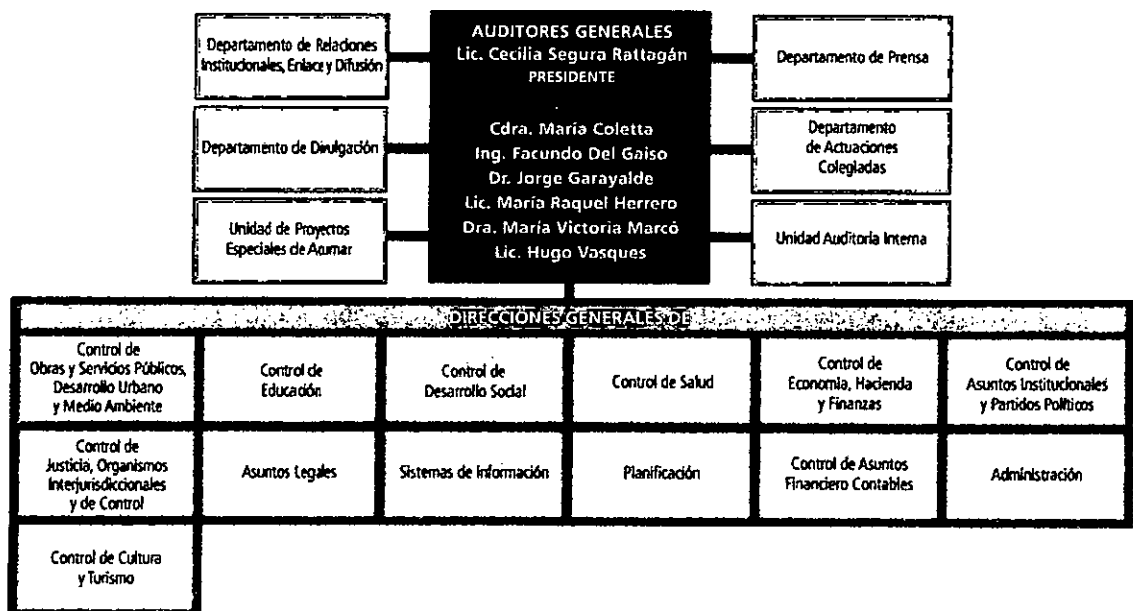 Departamento de Relaciones
Institucionales, Enlace y Difusión
Departamento de Divulgación
Unidad de Proyectos
Especiales de Acumar
AUDITORES GENERALES
Lic. Cecilia Segura Rattagán
PRESIDENTE
Cdra. María Coletta
Ing. Facundo Del Gaiso
Dr. Jorge Garayalde
Lic. María Raquel Herrero
Dra. María Victoria Marcó
Lic. Hugo Vasques
Departamento de Prensa
Departamento
de Actuaciones
Colegiadas
Unidad Auditoría Interna
DIRECCIONES GENERALES DE
Control de
Obras y Servicios Públicos,
Desarrollo Urbano
y Medio Ambiente
Control de
Educación
Control de
Desarrollo Social
Control de Salud
Control de
Economía, Hacienda
y Finanzas
Control de
Asuntos Institucionales
y Partidos Políticos
Control de
Justicia, Organismos
Interjurisdiccionales
y de Control
Asuntos Legales
Sistemas de Información
Planificación
Control de Asuntos
Financiero Contables
Administración
Control de Cultura
y Turismo